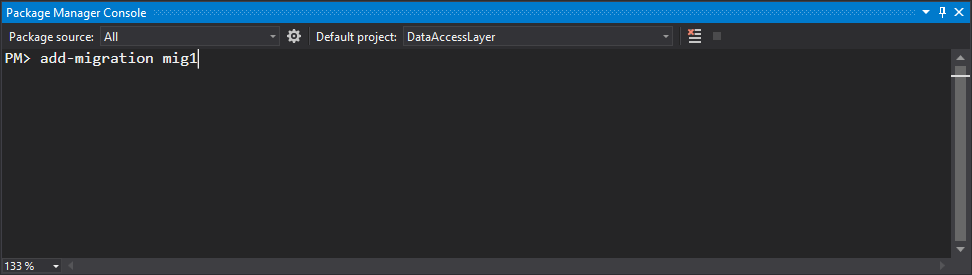 Package Manager Console
Package source: All Default project: DataAccessLayer
PM> add-migration mig1
133 %